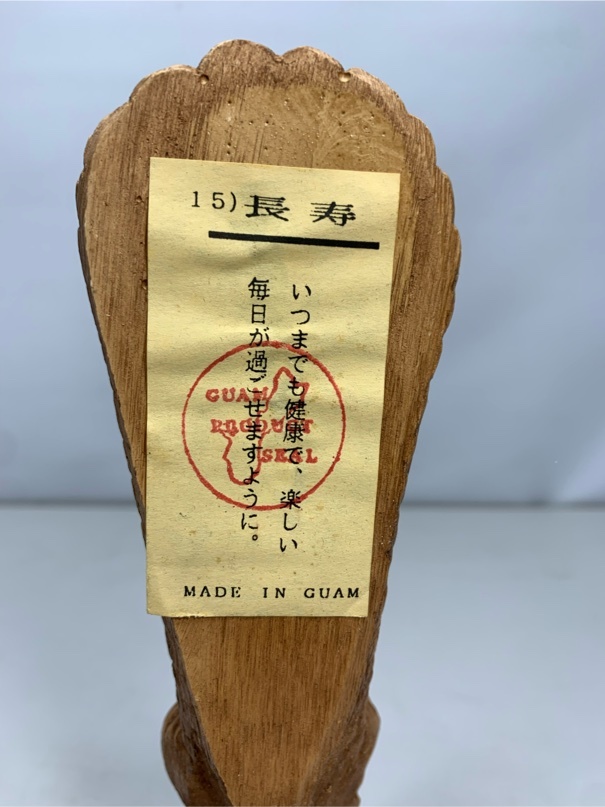 15) 長寿
いつまでも健康で、楽しい
毎日が過ごせますように。
GUAM
PRODUCT
SEAL
MADE IN GUAM